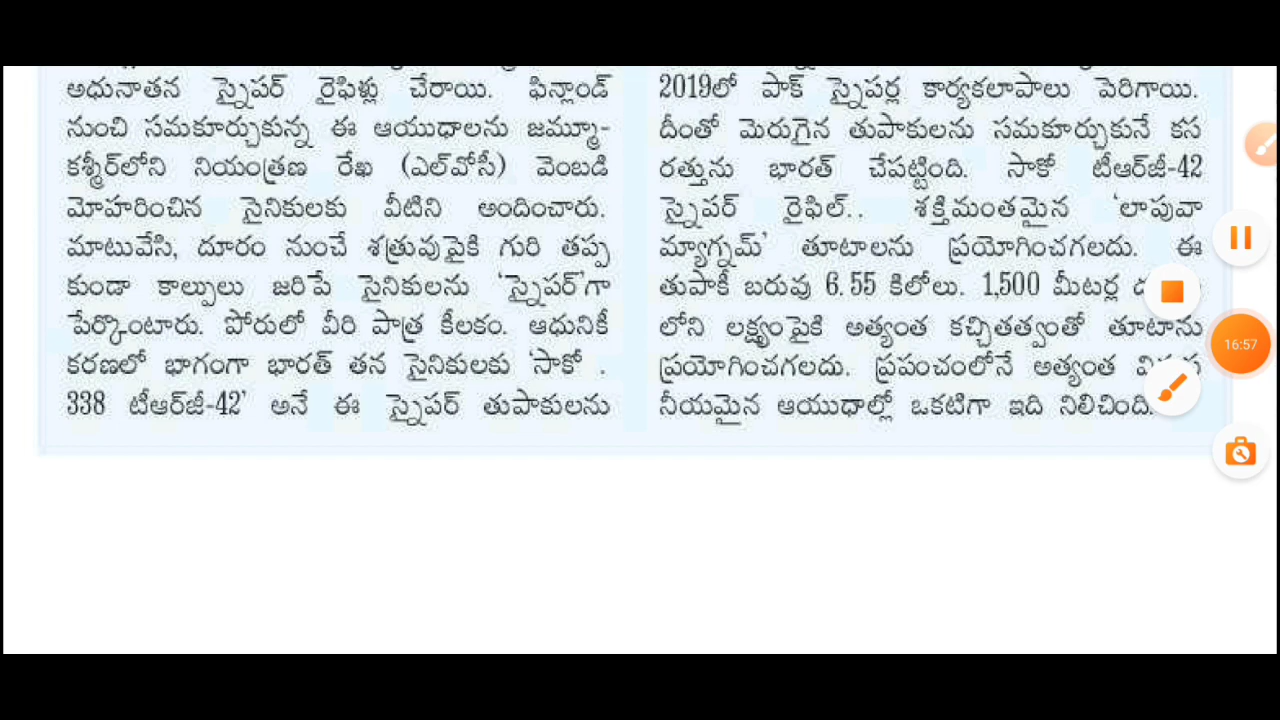 అధునాతన స్నైపర్ రైఫిళ్లు చేరాయి. ఫిన్లాండ్
నుంచి సమకూర్చుకున్న ఈ ఆయుధాలను జమ్మూ-
కశ్మీర్‌లోని నియంత్రణ రేఖ (ఎల్‌వోసీ) వెంబడి
మోహరించిన సైనికులకు వీటిని అందించారు.
మాటువేసి, దూరం నుంచే శత్రువుపైకి గురి తప్ప
కుండా కాల్పులు జరిపే సైనికులను ‘స్నైపర్’గా
పేర్కొంటారు. పోరులో వీరి పాత్ర కీలకం. ఆధునికీ
కరణలో భాగంగా భారత్ తన సైనికులకు ‘సాకో .
338 టీఆర్‌జీ-42’ అనే ఈ స్నైపర్ తుపాకులను
2019లో పాక్ స్నైపర్ల కార్యకలాపాలు పెరిగాయి.
దీంతో మెరుగైన తుపాకులను సమకూర్చుకునే కస
రత్తును భారత్ చేపట్టింది. సాకో టీఆర్‌జీ-42
స్నైపర్ రైఫిల్.. శక్తిమంతమైన ‘లాపువా
మ్యాగ్నమ్’ తూటాలను ప్రయోగించగలదు. ఈ
తుపాకీ బరువు 6.55 కిలోలు. 1,500 మీటర్ల
లోని లక్ష్యంపైకి అత్యంత కచ్చితత్వంతో తూటాను
ప్రయోగించగలదు. ప్రపంచంలోనే అత్యంత
నీయమైన ఆయుధాల్లో ఒకటిగా ఇది నిలిచింది.
16:57